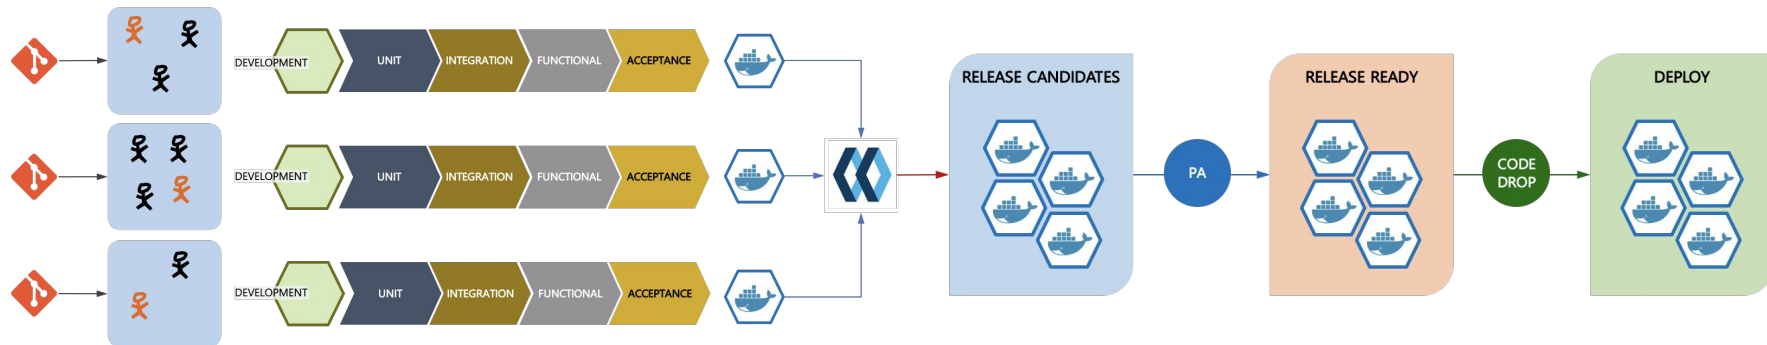 DEVELOPMENT
UNIT
INTEGRATION
FUNCTIONAL
ACCEPTANCE
DEVELOPMENT
UNIT
INTEGRATION
FUNCTIONAL
ACCEPTANCE
DEVELOPMENT
UNIT
INTEGRATION
FUNCTIONAL
ACCEPTANCE
RELEASE CANDIDATES
PA
RELEASE READY
CODE
DROP
DEPLOY